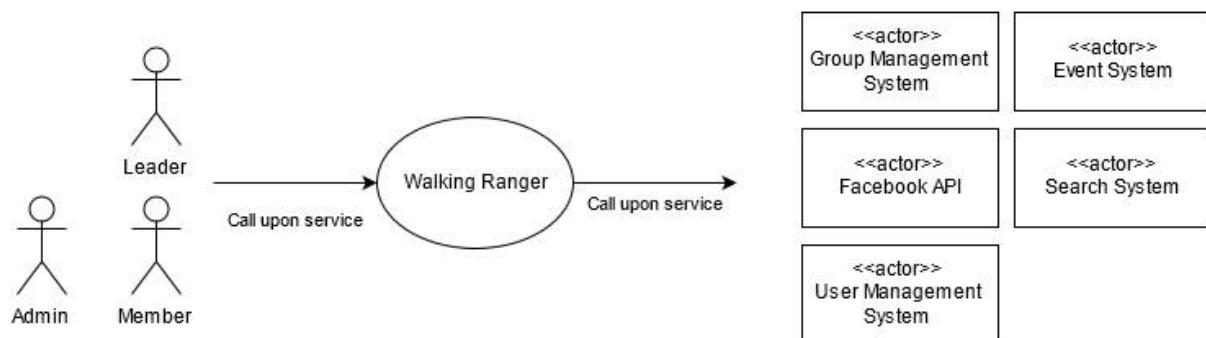 Leader
Admin
Member
Call upon service
Walking Ranger
Call upon service
<<actor>>
Group Management
System
<<actor>>
Event System
<<actor>>
Facebook API
<<actor>>
Search System
<<actor>>
User Management
System